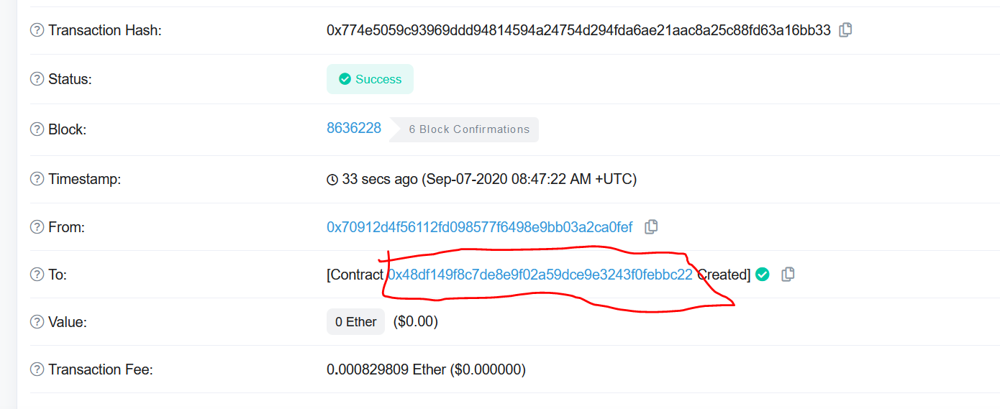 Transaction Hash: 0x774e5059c93969ddd94814594a24754d294fda6ae21aac8a25c88fd63a16bb33
Status: Success
Block: 8636228 6 Block Confirmations
Timestamp: 33 secs ago (Sep-07-2020 08:47:22 AM +UTC)
From: 0x70912d4f56112fd098577f6498e9bb03a2ca0fef
To: [Contract 0x48df149f8c7de8e9f02a59dce9e3243f0febbc22 Created]
Value: 0 Ether ($0.00)
Transaction Fee: 0.000829809 Ether ($0.000000)